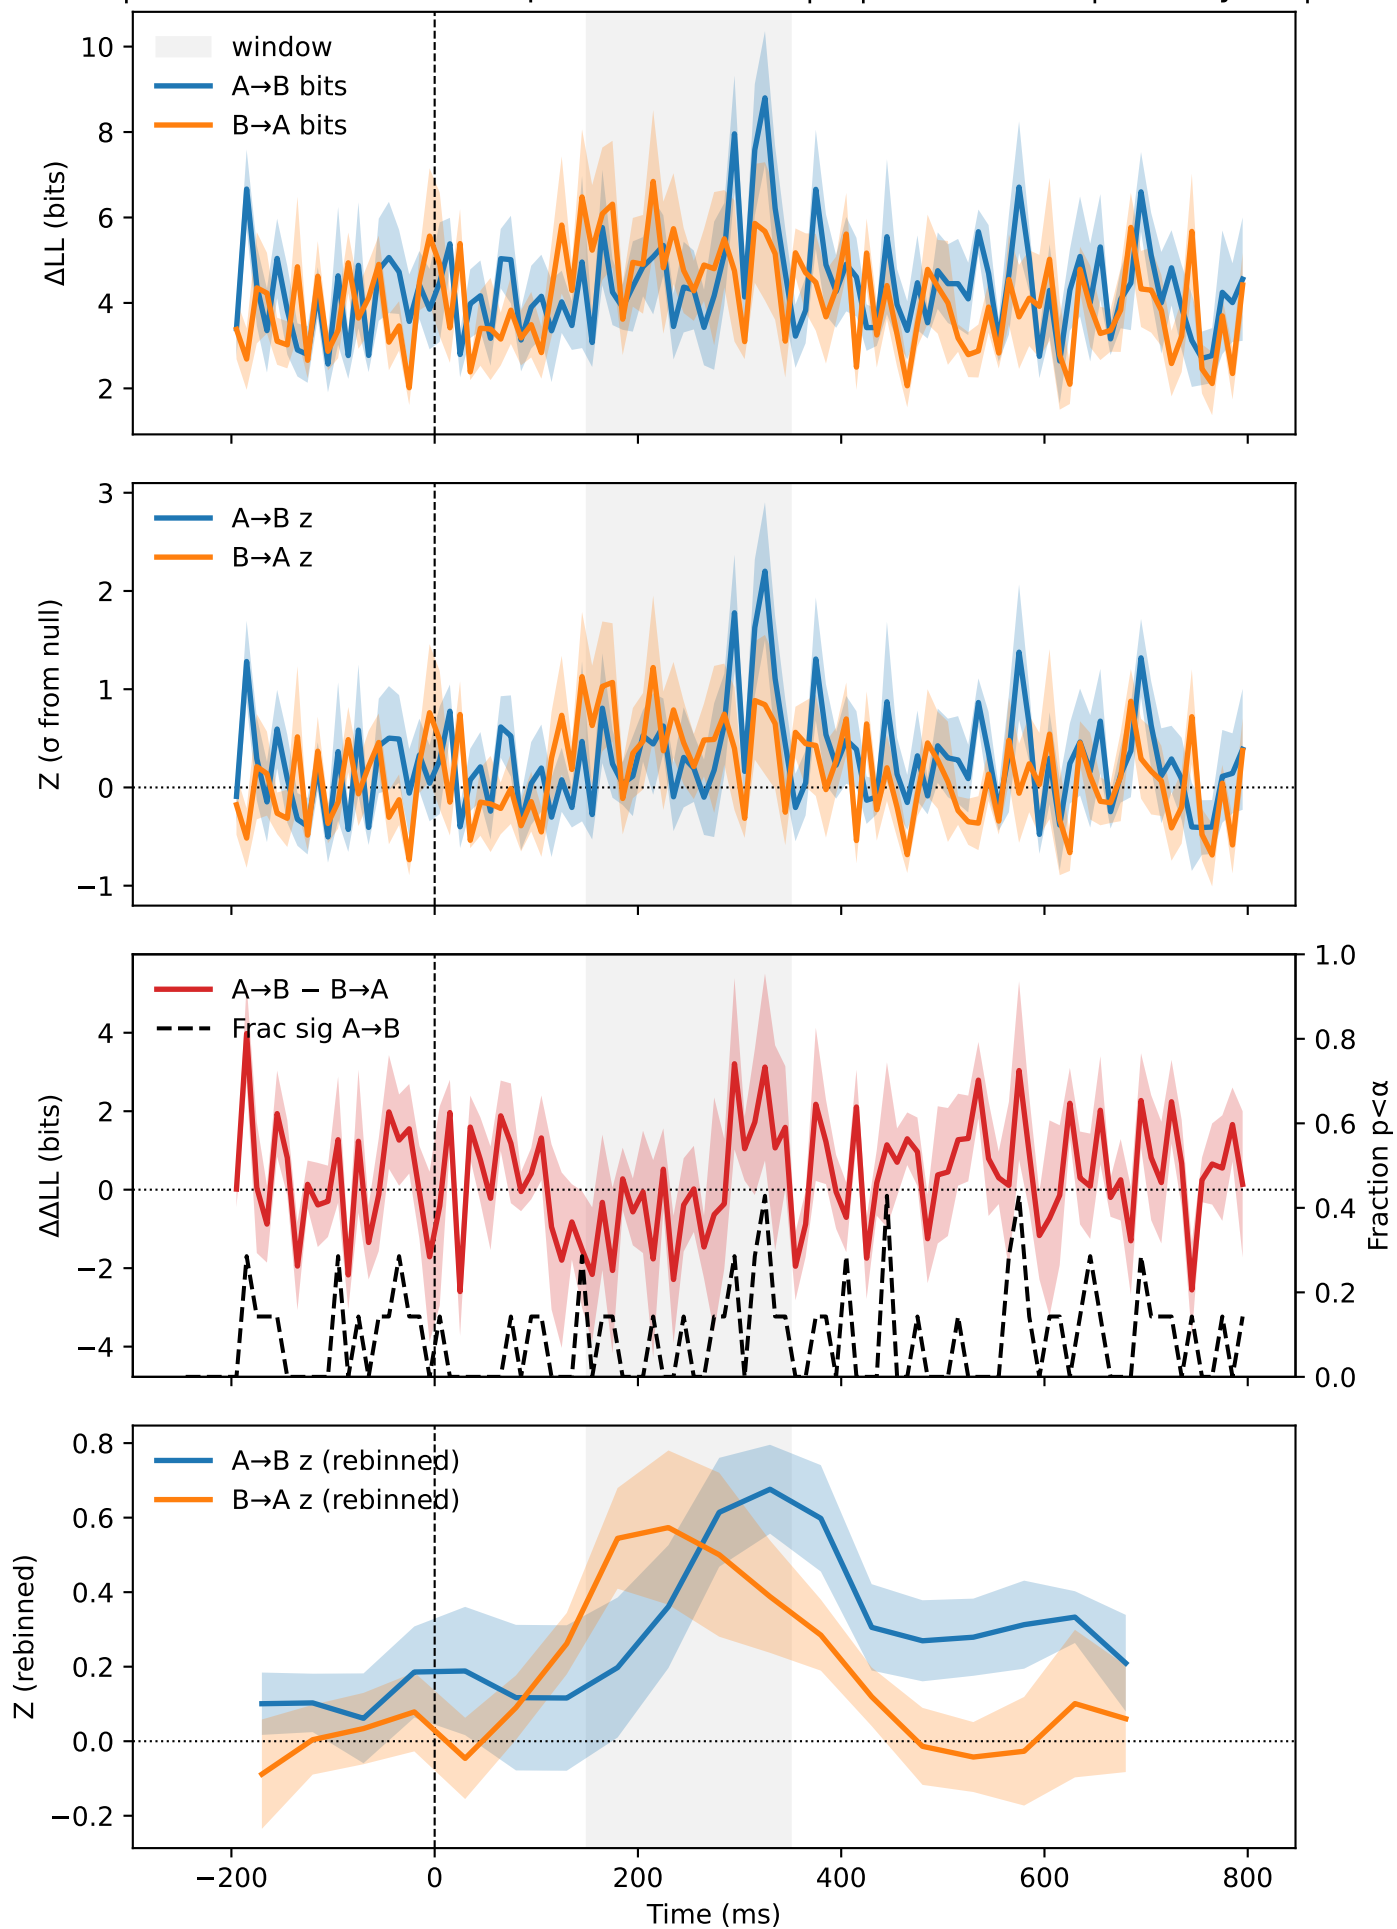 10
8
6
4
2
ΔLL (bits)
window
A→B bits
B→A bits
3
2
1
0
−1
Z (σ from null)
A→B z
B→A z
4
2
0
−2
−4
ΔΔLL (bits)
A→B − B→A
Frac sig A→B
1.0
0.8
0.6
0.4
0.2
0.0
Fraction p<α
0.8
0.6
0.4
0.2
0.0
−0.2
Z (rebinned)
A→B z (rebinned)
B→A z (rebinned)
−200 0 200 400 600 800
Time (ms)